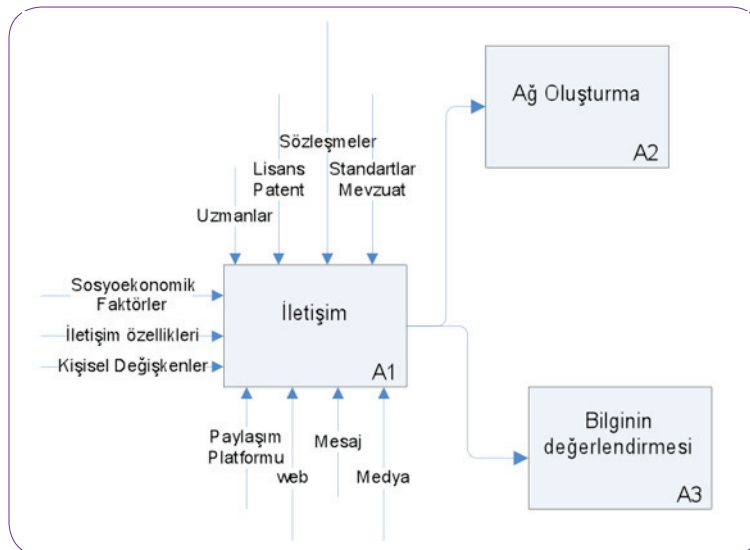 Ağ Oluşturma
A2
Sözleşmeler
Lisans
Patent
Standartlar
Mevzuat
Uzmanlar
Sosyoekonomik
Faktörler
İletişim özellikleri
Kişisel Değişkenler
İletişim
A1
Paylaşım
Platformu
web
Mesaj
Medya
Bilginin
değerlendirmesi
A3